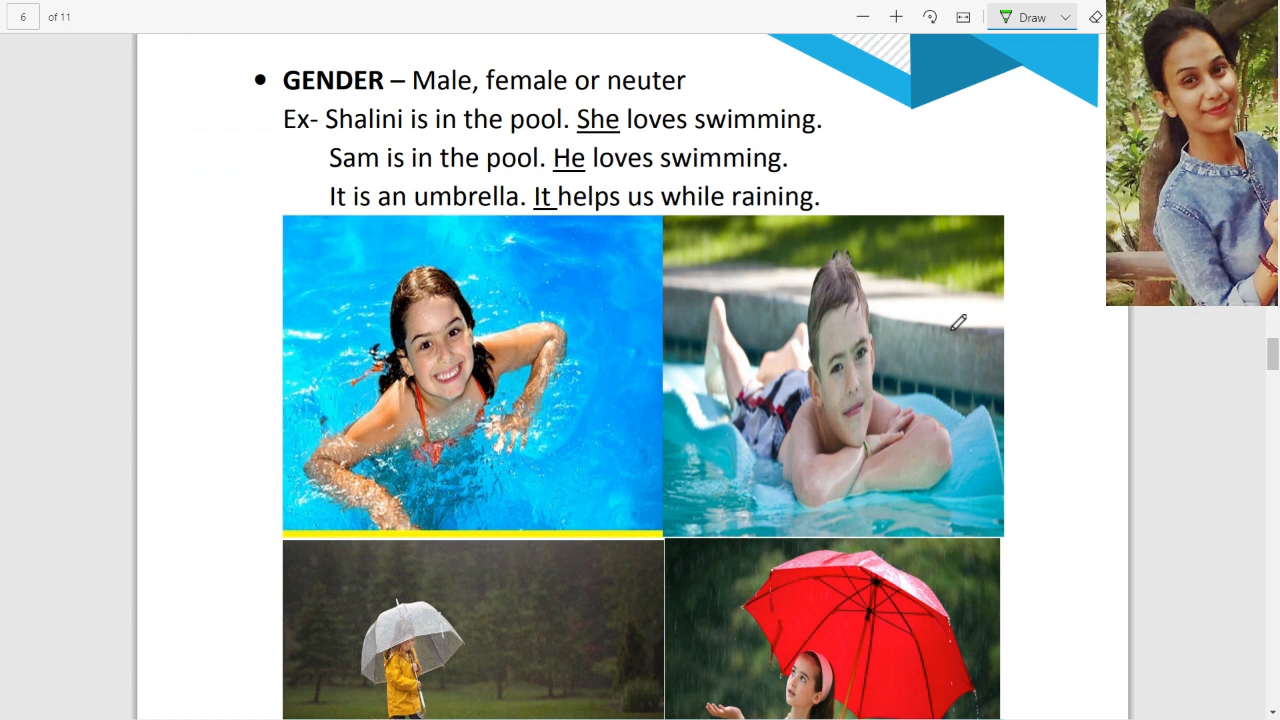 6 of 11
Draw
• GENDER – Male, female or neuter
Ex- Shalini is in the pool. She loves swimming.
Sam is in the pool. He loves swimming.
It is an umbrella. It helps us while raining.